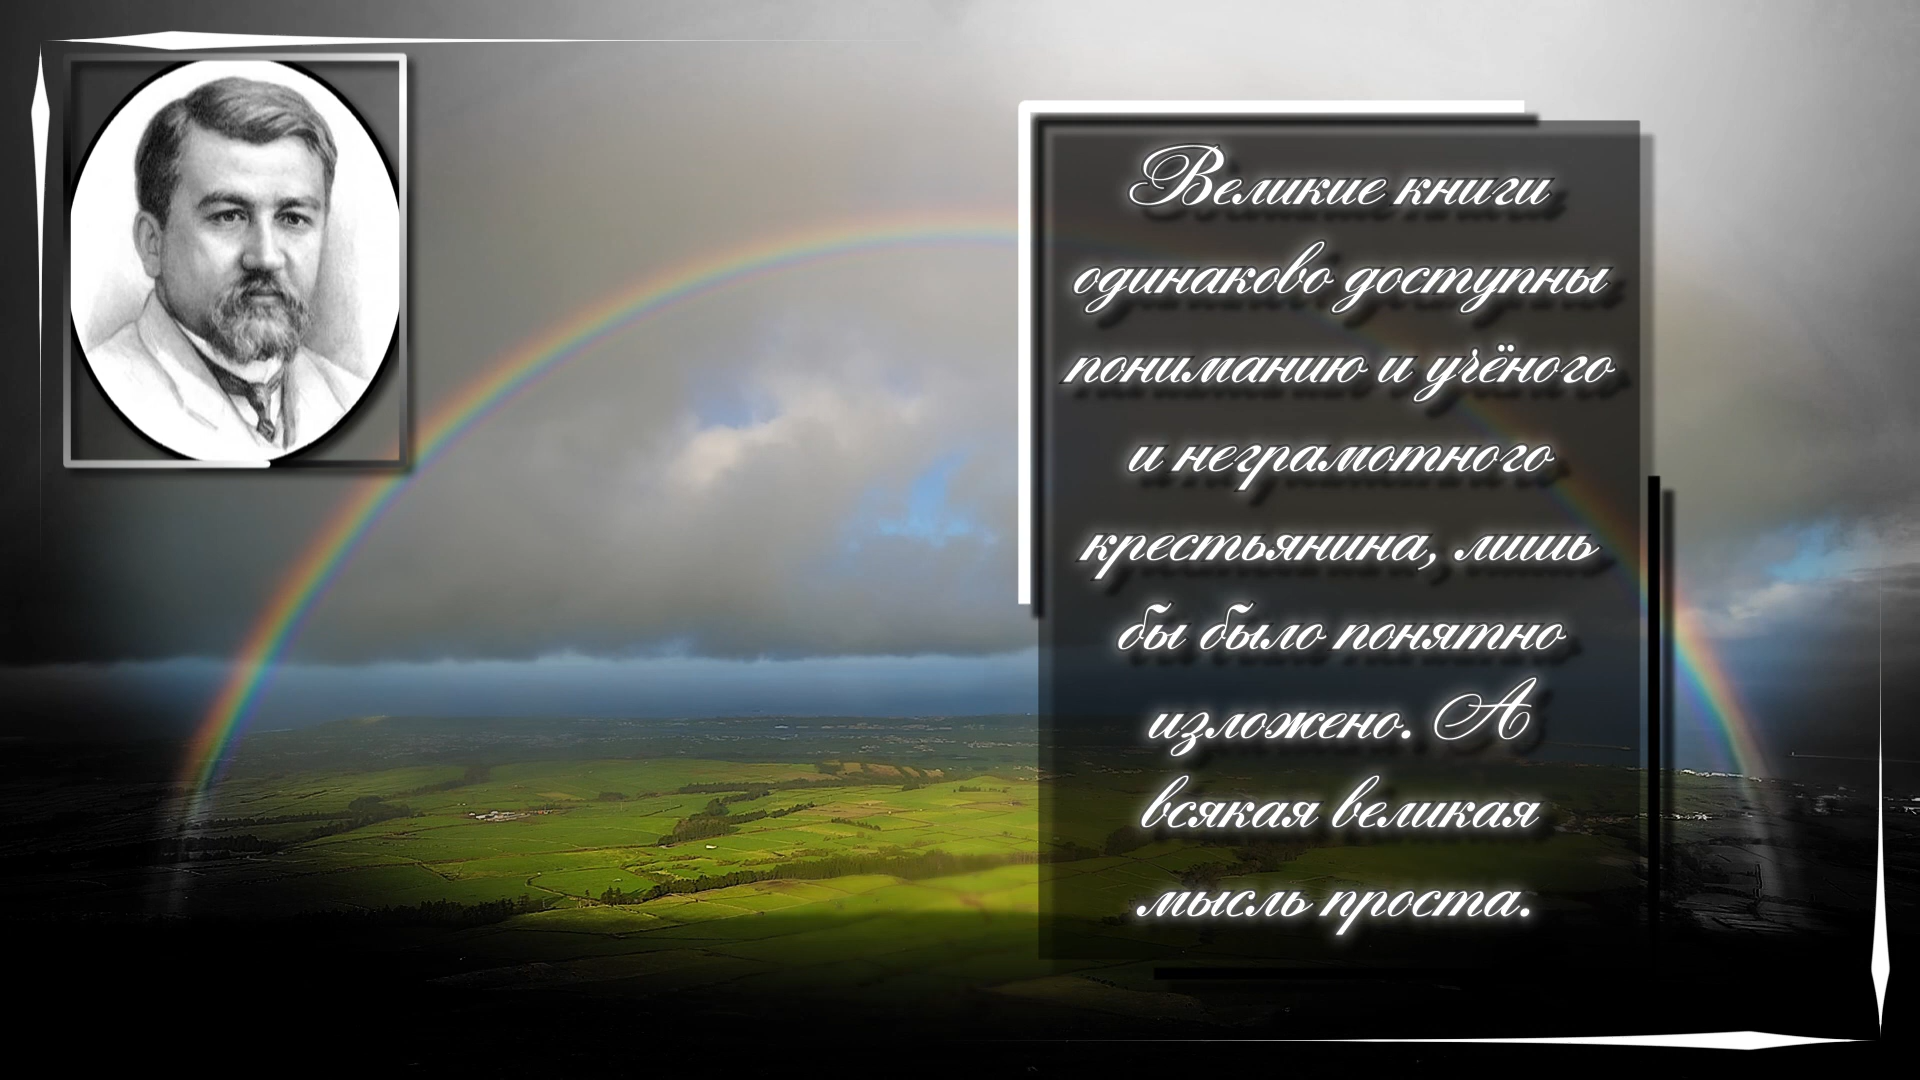 Великие книги
одинаково доступны
пониманию и учёного
и неграмотного
крестьянина, лишь
бы было понятно
изложено. А
всякая великая
мысль проста.